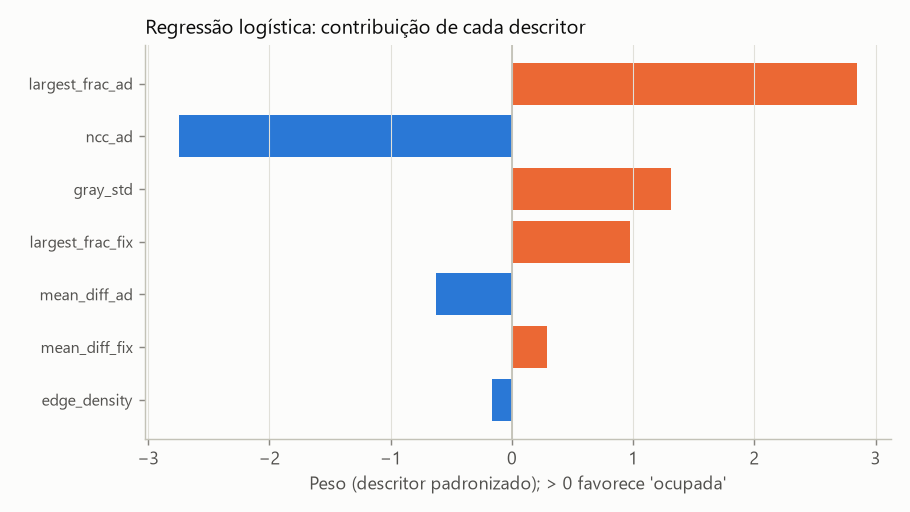 Regressão logística: contribuição de cada descritor
largest_frac_ad
ncc_ad
gray_std
largest_frac_fix
mean_diff_ad
mean_diff_fix
edge_density
−3 −2 −1 0 1 2 3
Peso (descritor padronizado); > 0 favorece 'ocupada'